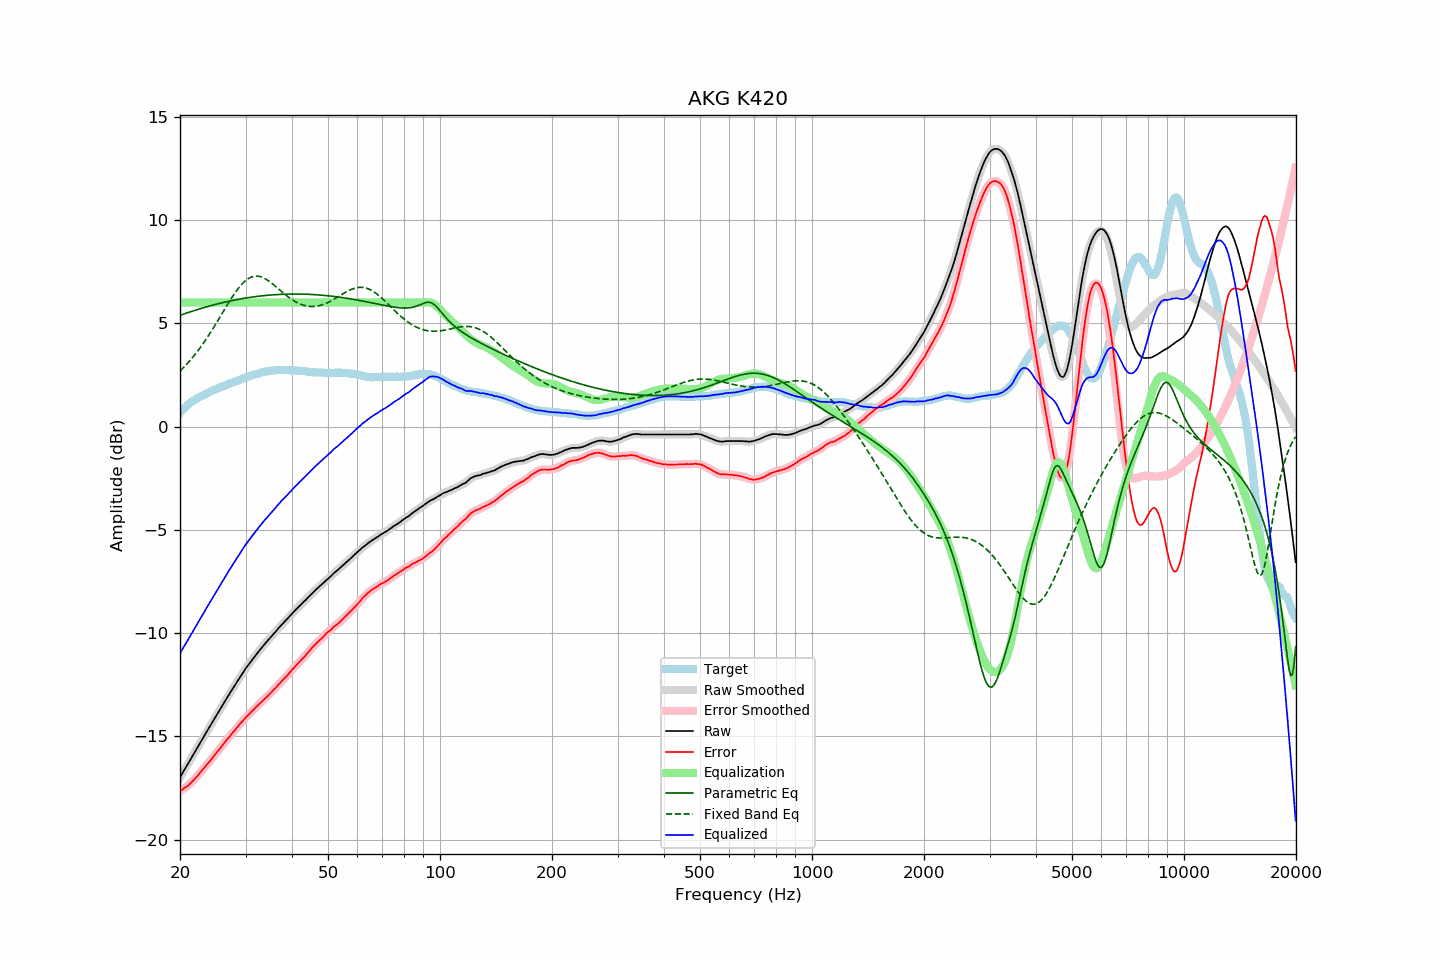 AKG K420
15
10
5
0
−5
−10
−15
−20
Amplitude (dBr)
Target
Raw Smoothed
Error Smoothed
Raw
Error
Equalization
Parametric Eq
Fixed Band Eq
Equalized
20 50 100 200 500 1000 2000 5000 10000 20000
Frequency (Hz)